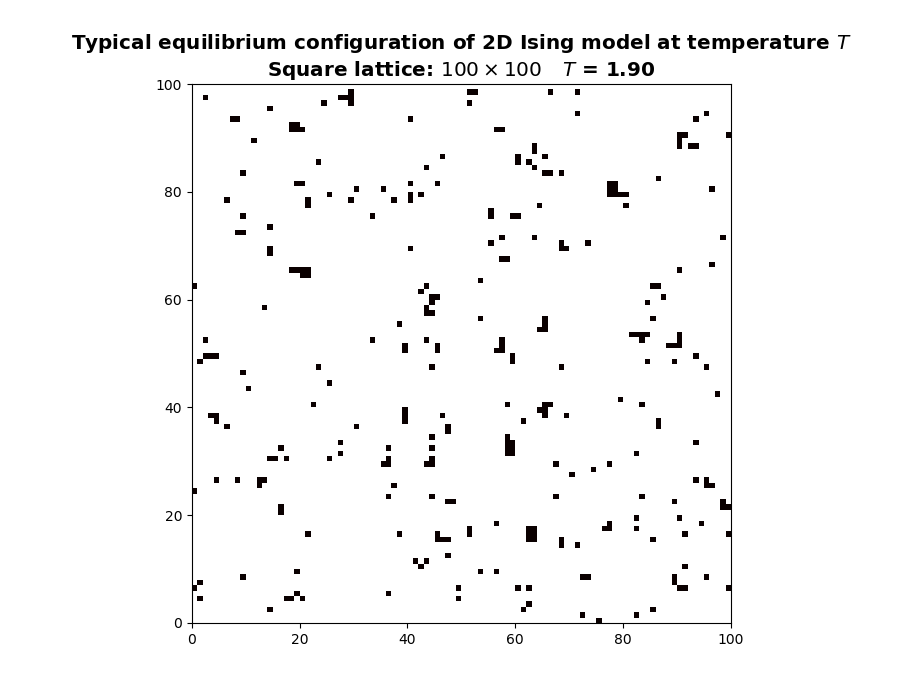 Typical equilibrium configuration of 2D Ising model at temperature T
Square lattice: 100 × 100 T = 1.90
100
80
60
40
20
0
0 20 40 60 80 100